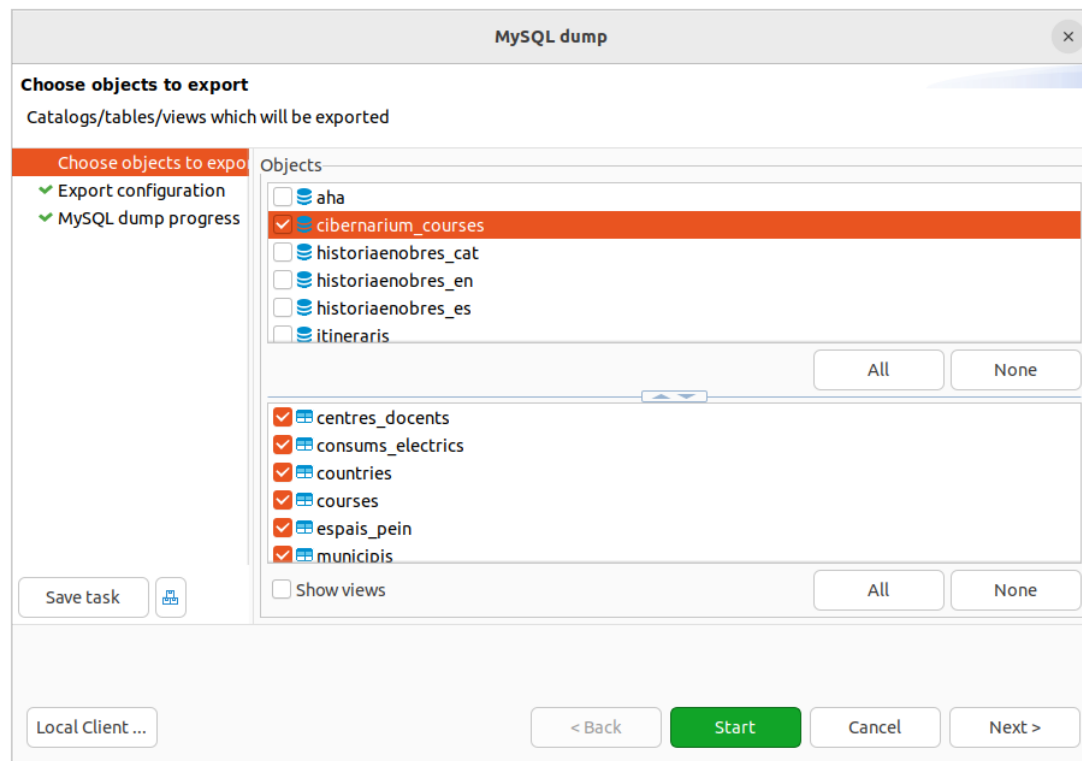 MySQL dump
Choose objects to export
Catalogs/tables/views which will be exported
Choose objects to expor
Export configuration
MySQL dump progress
Objects
aha
cibernarium_courses
historiaenobres_cat
historiaenobres_en
historiaenobres_es
itineraris
All
None
centres_docents
consums_electrics
countries
courses
espais_pein
municipis
Show views
All
None
Save task
Local Client ...
< Back
Start
Cancel
Next >